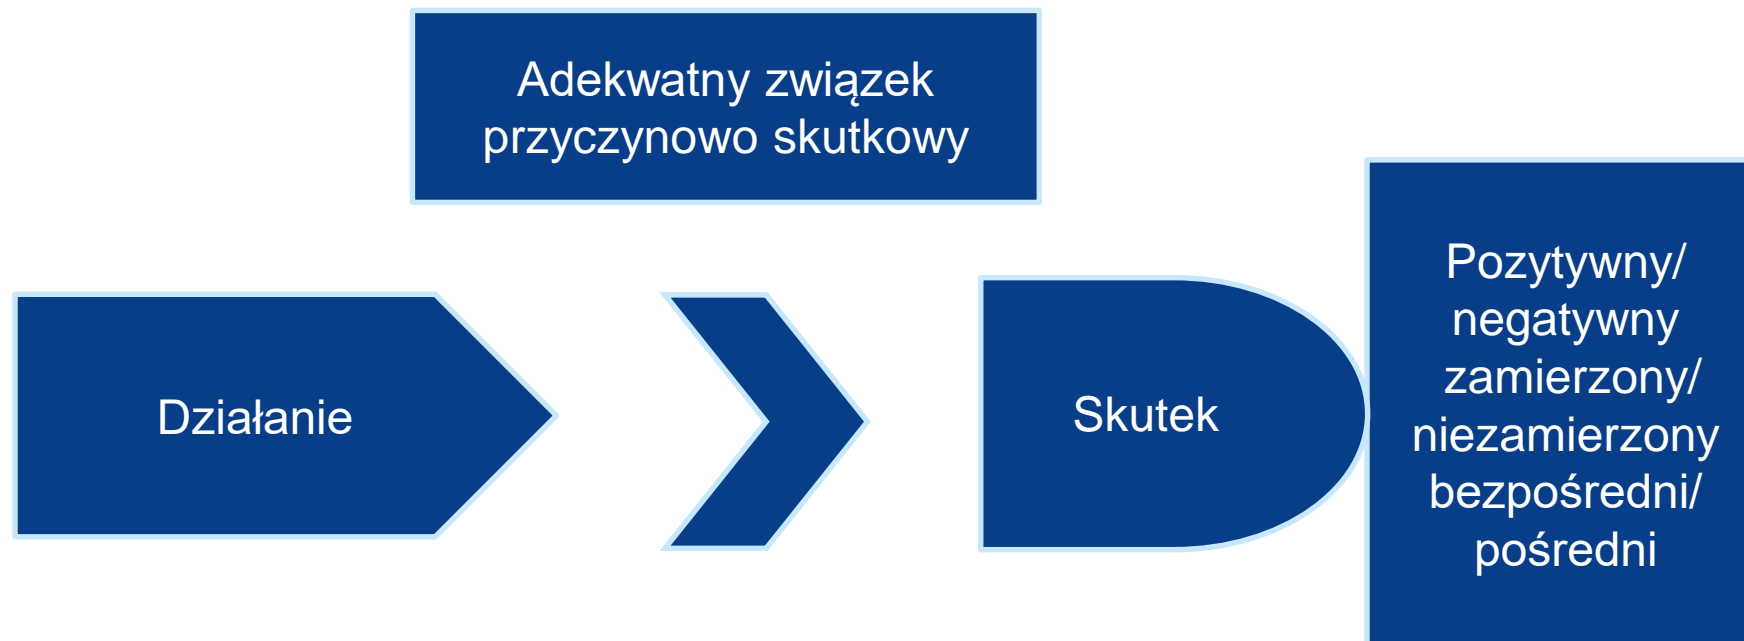 Adekwatny związek
przyczynowo skutkowy
Działanie
Skutek
Pozytywny/
negatywny
zamierzony/
niezamierzony
bezpośredni/
pośredni